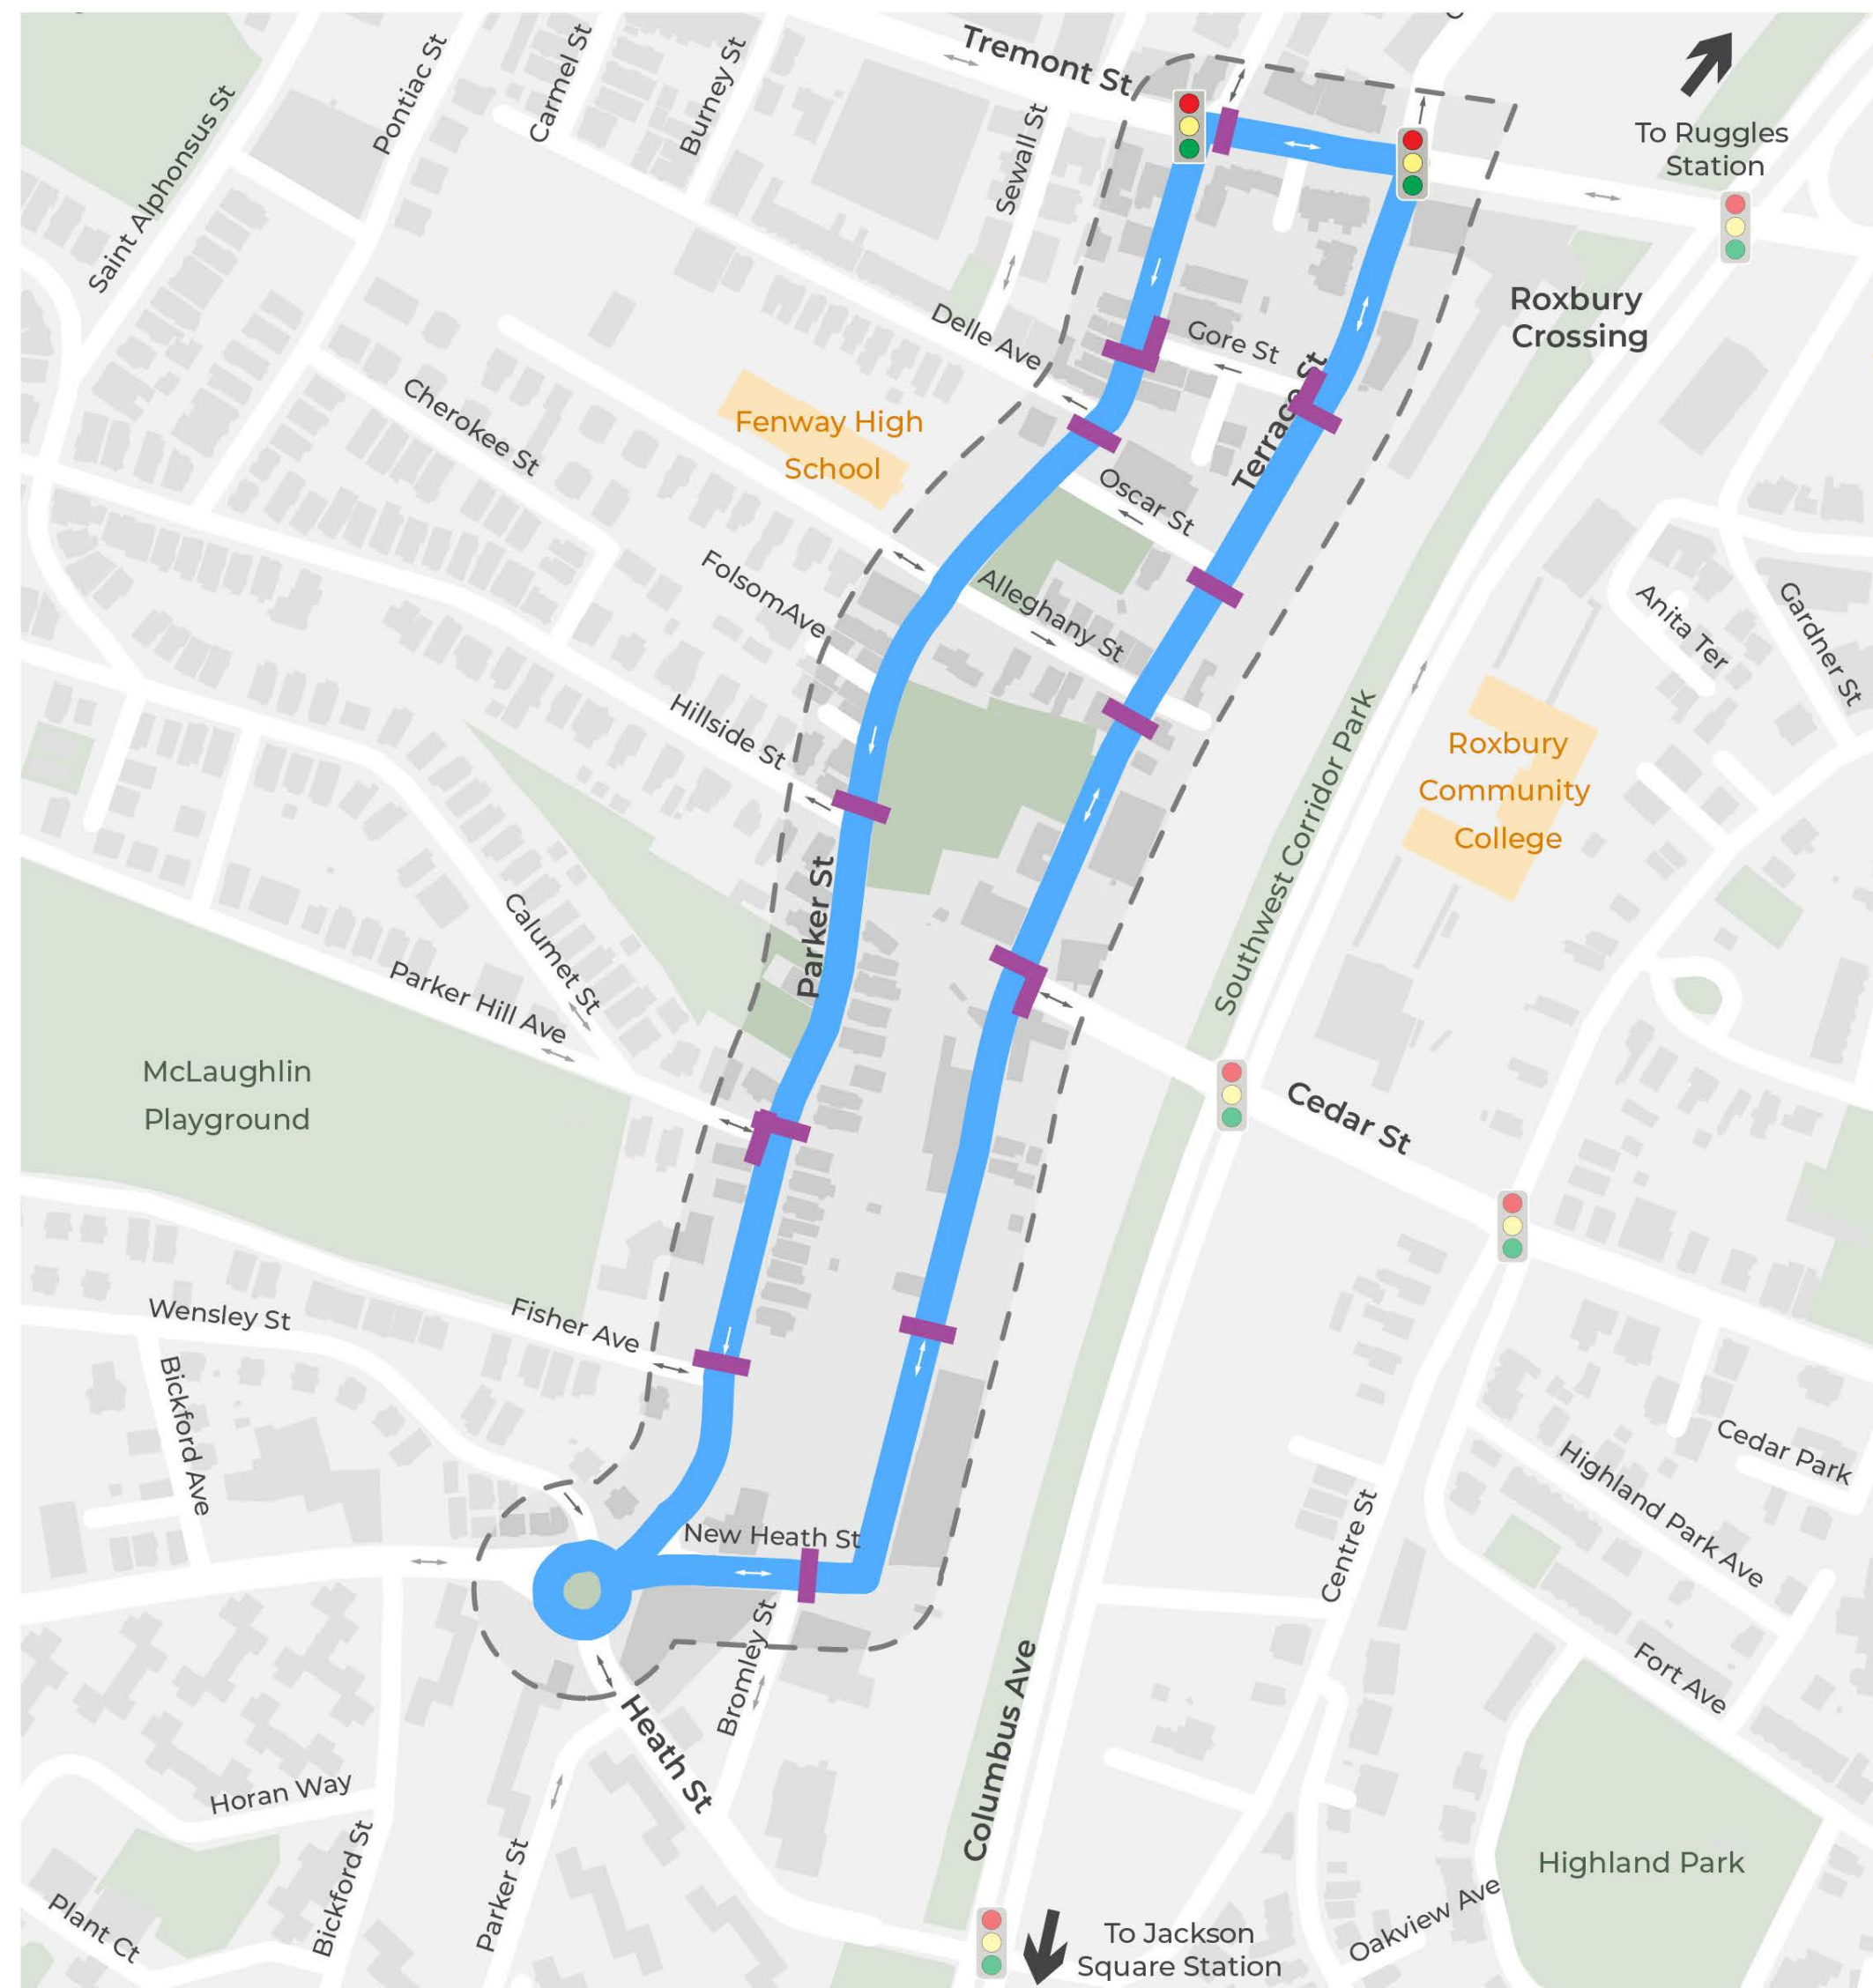 Tremont St
To Ruggles
Station
Saint Alphonsus St
Pontiac St
Carmel St
Burney St
Sewall St
Delle Ave
Gore St
Terrace St
Roxbury
Crossing
Cherokee St
Fenway High
School
Oscar St
FolsomAve
Alleghany St
Anita Ter
Gardner St
Hillside St
Southwest Corridor Park
Roxbury
Community
College
Parker St
Calumet St
Parker Hill Ave
McLaughlin
Playground
Cedar St
Wensley St
Fisher Ave
Bickford Ave
Cedar Park
Highland Park Ave
New Heath St
Centre St
Bromley St
Fort Ave
Heath St
Columbus Ave
Horan Way
Bickford St
Parker St
Plant Ct
Highland Park
Oakview Ave
To Jackson
Square Station